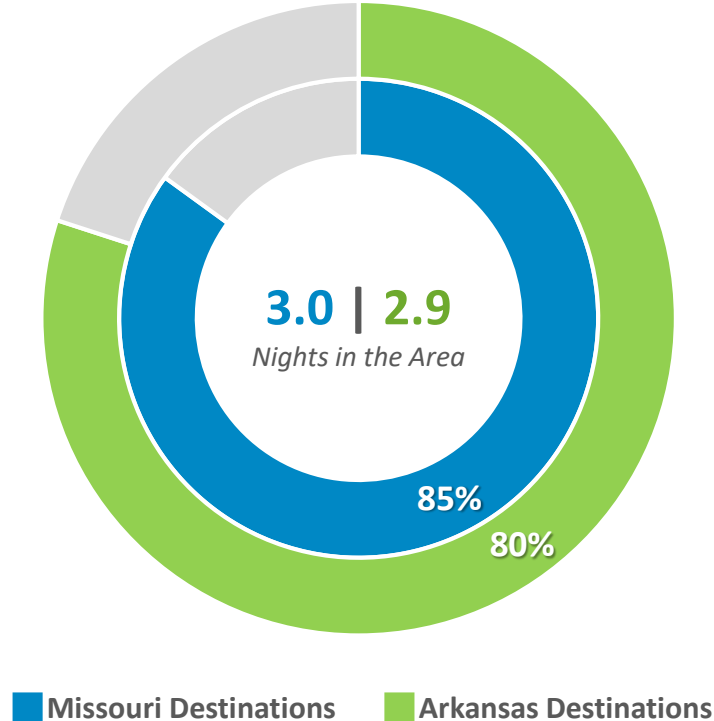 3.0 | 2.9
Nights in the Area
85%
80%
Missouri Destinations
Arkansas Destinations